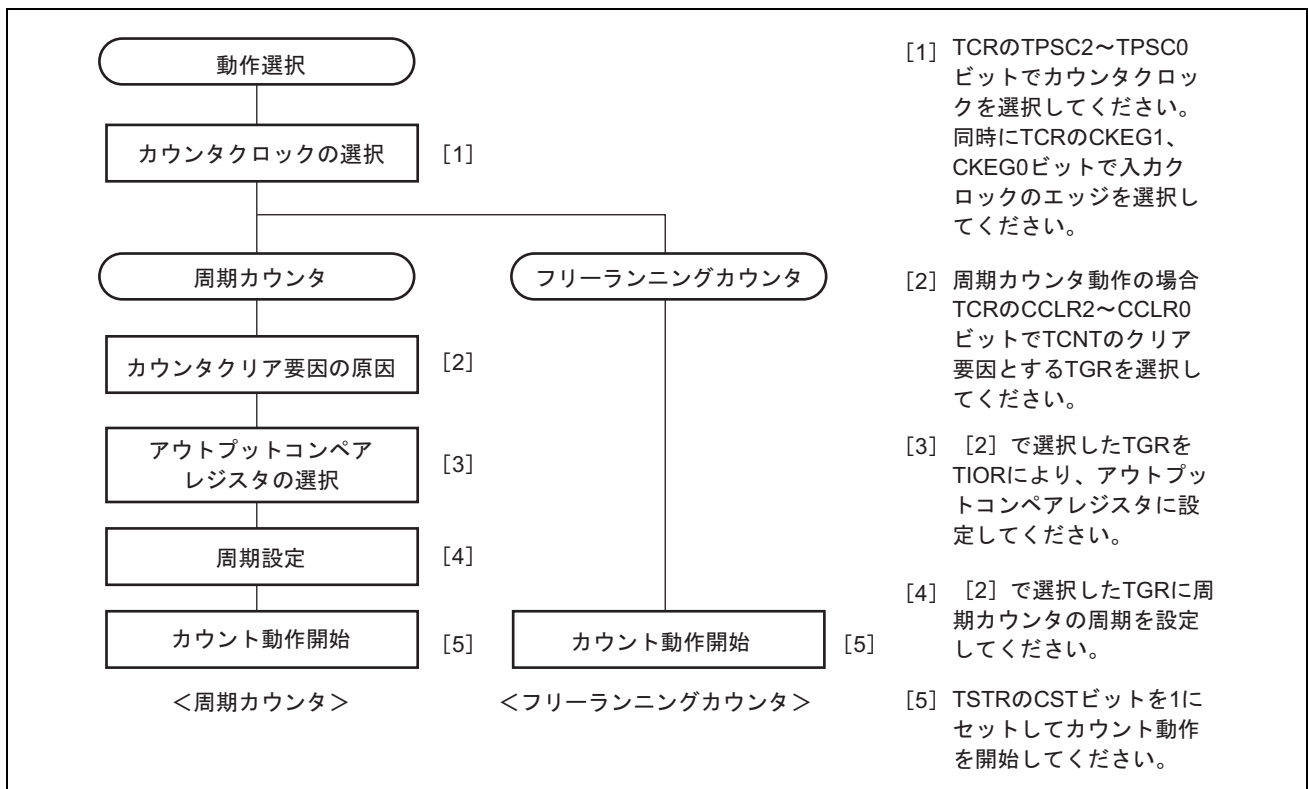 動作選択
カウンタクロックの選択 [1]
周期カウンタ
フリーランニングカウンタ
カウンタクリア要因の原因 [2]
アウトプットコンペア
レジスタの選択
[3]
周期設定 [4]
カウント動作開始 [5]
カウント動作開始 [5]
＜周期カウンタ＞
＜フリーランニングカウンタ＞
[1] TCRのTPSC2～TPSC0
ビットでカウンタクロッ
クを選択してください。
同時にTCRのCKEG1、
CKEG0ビットで入力ク
ロックのエッジを選択し
てください。
[2] 周期カウンタ動作の場合
TCRのCCLR2～CCLR0
ビットでTCNTのクリア
要因とするTGRを選択し
てください。
[3] [2]で選択したTGRを
TIORにより、アウトプッ
トコンペアレジスタに設
定してください。
[4] [2]で選択したTGRに周
期カウンタの周期を設定
してください。
[5] TSTRのCSTビットを1に
セットしてカウント動作
を開始してください。